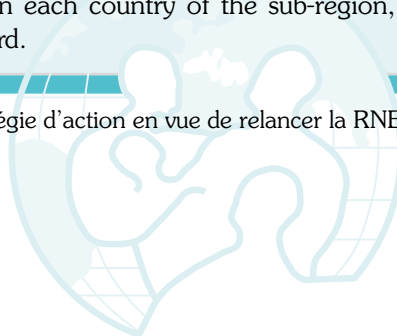 n each country of the sub-region,
rd.
égie d'action en vue de relancer la RNE